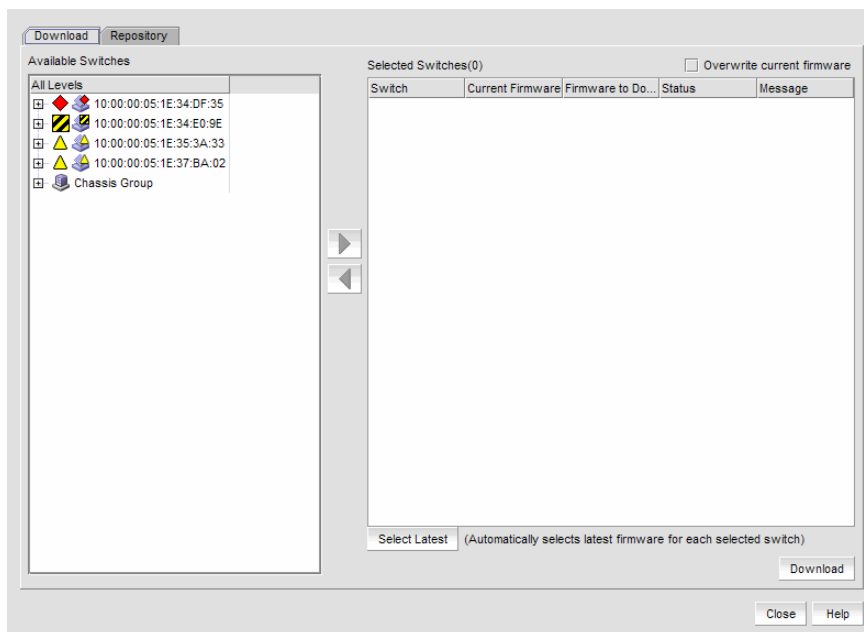 Download Repository
Available Switches
All Levels
10:00:00:05:1E:34:DF:35
10:00:00:05:1E:34:E0:9E
10:00:00:05:1E:35:3A:33
10:00:00:05:1E:37:BA:02
Chassis Group
Selected Switches(0) Overwrite current firmware
Switch Current Firmware Firmware to Do... Status Message
Select Latest (Automatically selects latest firmware for each selected switch)
Download
Close Help